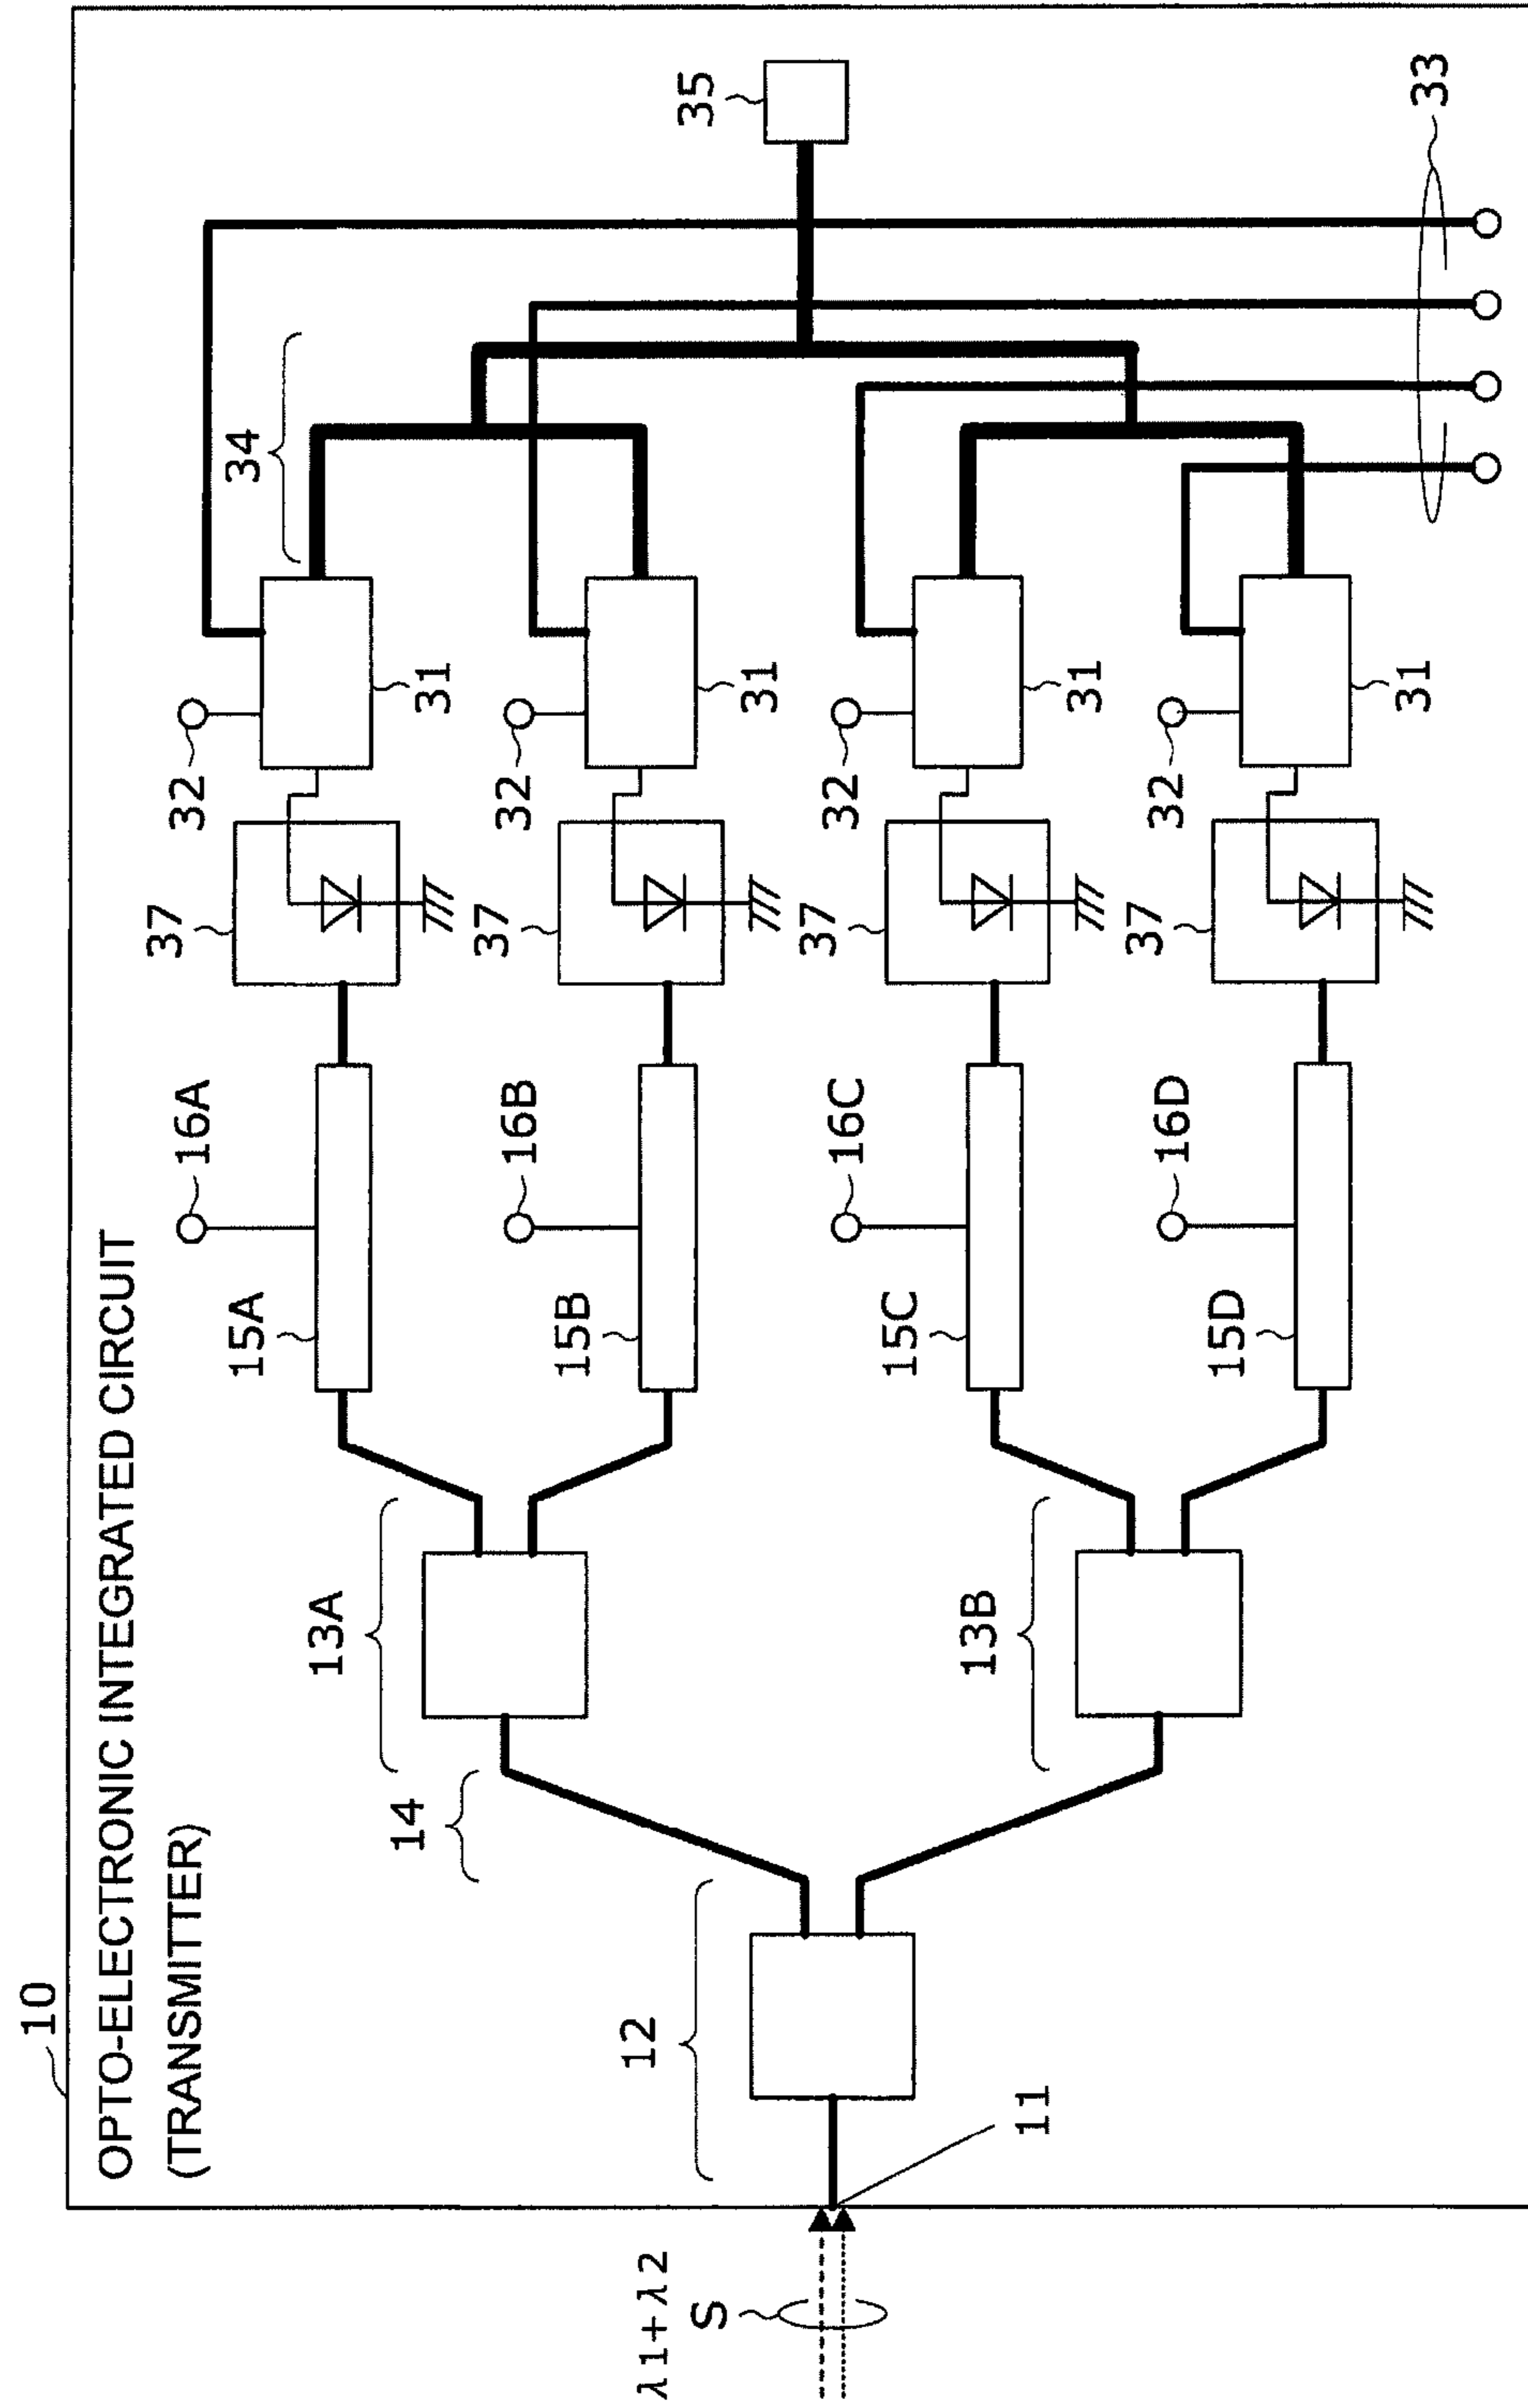 10
OPTO-ELECTRONIC INTEGRATED CIRCUIT
(TRANSMITTER)
λ1+λ2
S
11
12
14
13A
13B
15A
16A
15B
16B
15C
16C
15D
16D
37
37
37
37
32
32
32
32
31
31
31
31
34
35
33